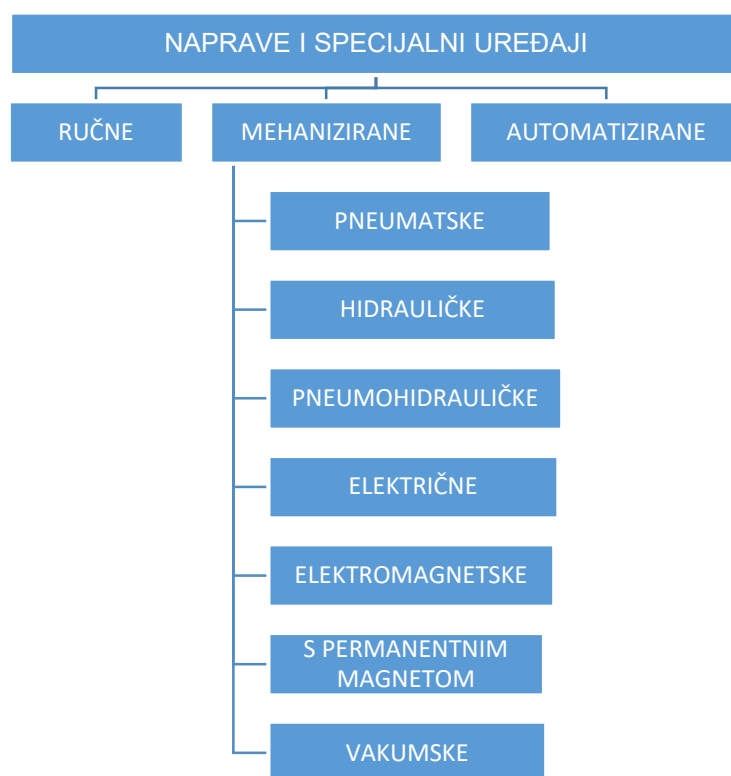 NAPRAVE I SPECIJALNI UREĐAJI
RUČNE
MEHANIZIRANE
AUTOMATIZIRANE
PNEUMATSKE
HIDRAULIČKE
PNEUMOHIDRAULIČKE
ELEKTRIČNE
ELEKTROMAGNETSKE
S PERMANENTNIM
MAGNETOM
VAKUMSKE